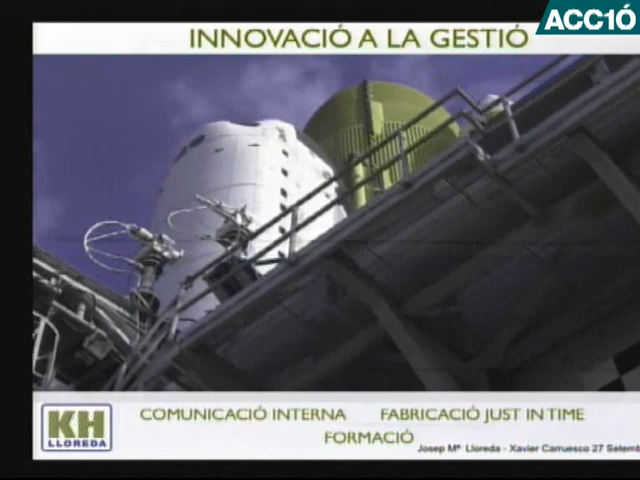 ACC1Ó
INNOVACIÓ A LA GESTIÓ
KH
LLOREDA
COMUNICACIÓ INTERNA FABRICACIÓ JUST IN TIME
FORMACIÓ
Josep Mª Lloreda - Xavier Carruesco 27 Setemb